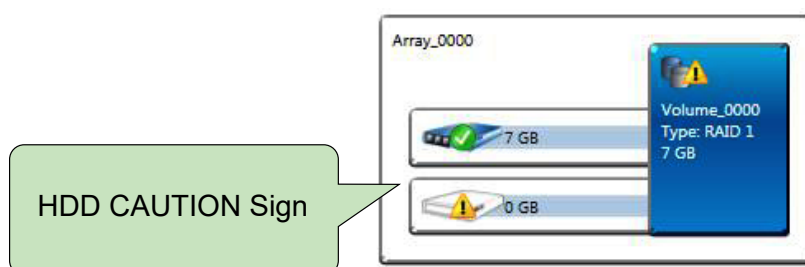 Array_0000
Volume_0000
Type: RAID 1
7 GB
7 GB
HDD CAUTION Sign
0 GB